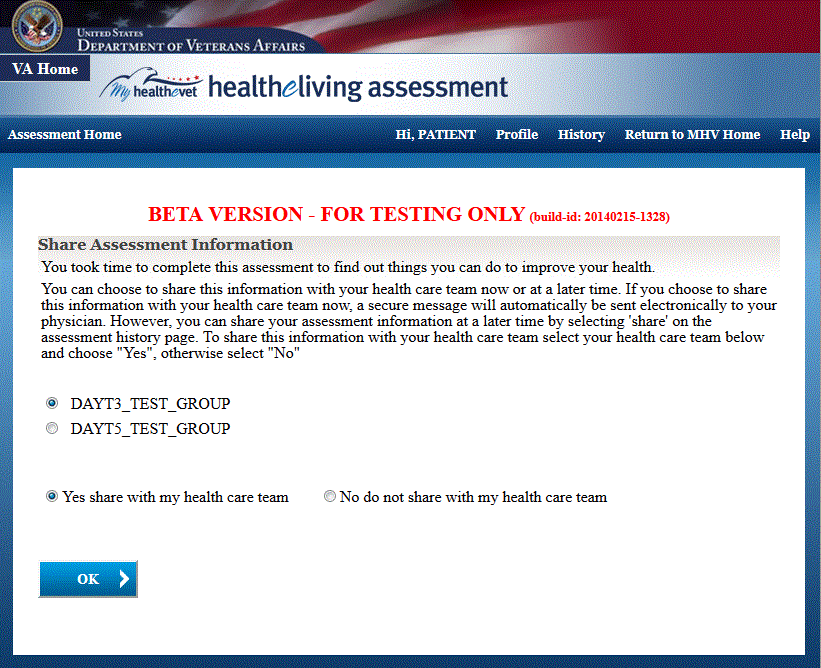 UNITED STATES
DEPARTMENT OF VETERANS AFFAIRS
VA Home
My healthevet healtheliving assessment
Assessment Home Hi, PATIENT Profile History Return to MHV Home Help
BETA VERSION - FOR TESTING ONLY (build-id: 20140215-1328)
Share Assessment Information
You took time to complete this assessment to find out things you can do to improve your health.
You can choose to share this information with your health care team now or at a later time. If you choose to share
this information with your health care team now, a secure message will automatically be sent electronically to your
physician. However, you can share your assessment information at a later time by selecting 'share' on the
assessment history page. To share this information with your health care team select your health care team below
and choose "Yes", otherwise select "No"
DAYT3_TEST_GROUP
DAYT5_TEST_GROUP
Yes share with my health care team No do not share with my health care team
OK